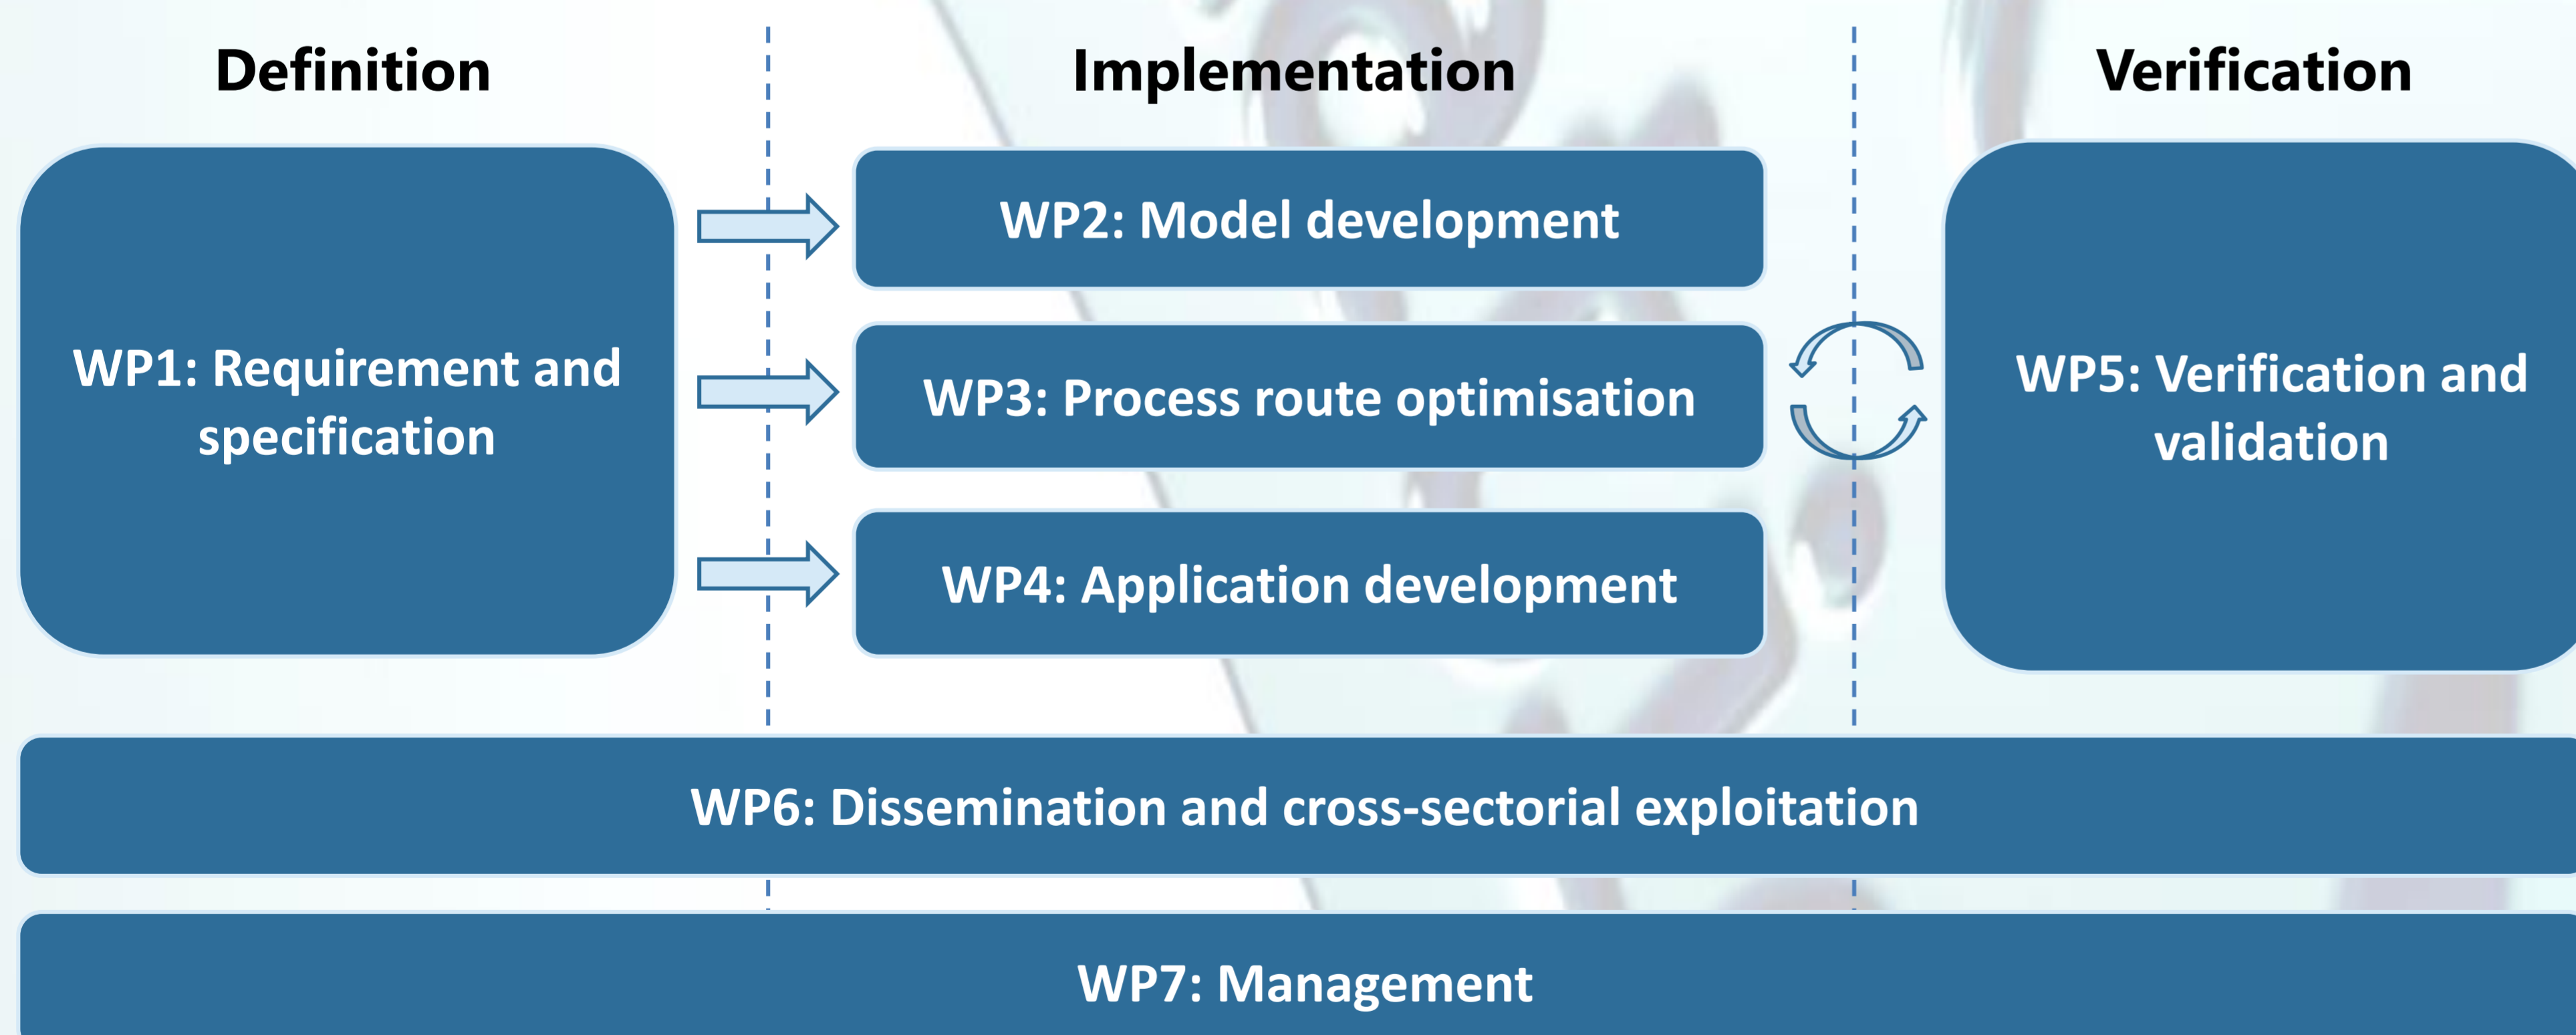 Definition
Implementation
Verification
WP1: Requirement and
specification
WP2: Model development
WP3: Process route optimisation
WP4: Application development
WP5: Verification and
validation
WP6: Dissemination and cross-sectorial exploitation
WP7: Management